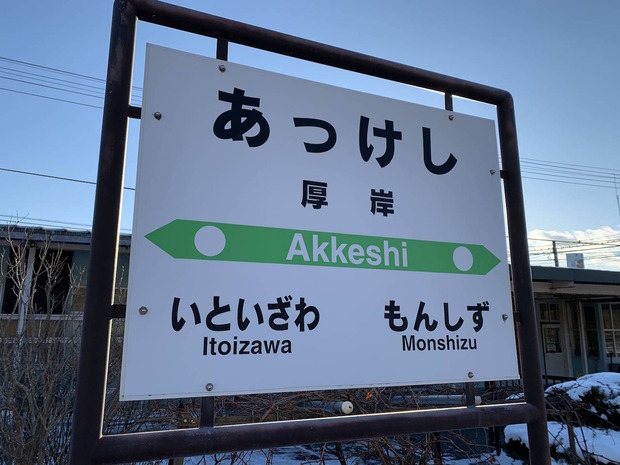 あっけし
厚岸
Akkeshi
いといざわ もんしず
Itoizawa Monshizu